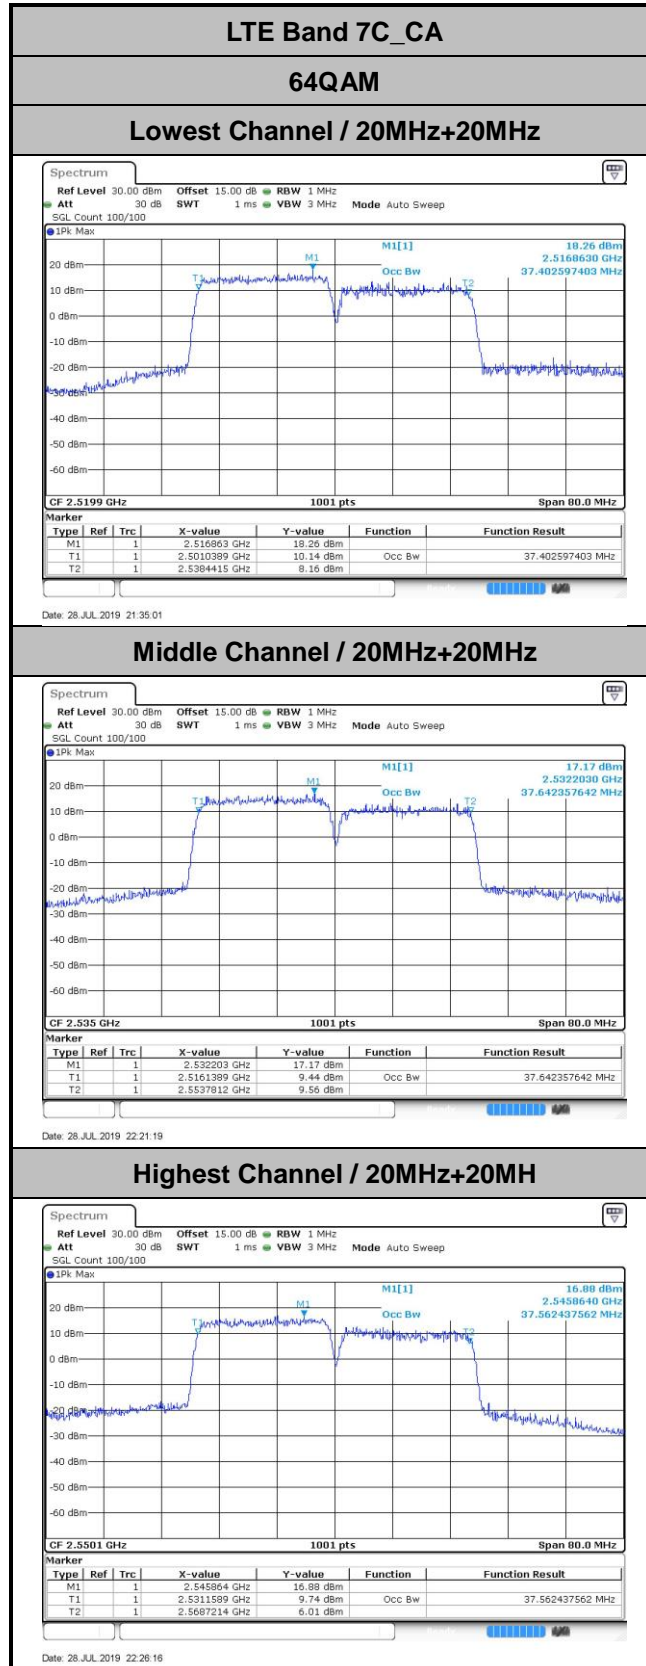 LTE Band 7C_CA
64QAM
Lowest Channel / 20MHz+20MHz
Spectrum
Ref Level 30.00 dBm Offset 15.00 dB RBW 1 MHz
Att 30 dB SWT 1 ms VBW 3 MHz Mode Auto Sweep
SGL Count 100/100
1Pk Max
M1[1] 18.26 dBm
2.5168630 GHz
Occ Bw 37.402597403 MHz
M1
T1
T2
20 dBm
10 dBm
0 dBm
-10 dBm
-20 dBm
-30 dBm
-40 dBm
-50 dBm
-60 dBm
CF 2.5199 GHz 1001 pts Span 80.0 MHz
Marker
Type Ref Trc X-value Y-value Function Function Result
M1 1 2.516863 GHz 18.26 dBm
T1 1 2.5010389 GHz 10.14 dBm Occ Bw 37.402597403 MHz
T2 1 2.5384415 GHz 8.16 dBm
Date: 28.JUL.2019 21:35:01
Middle Channel / 20MHz+20MHz
Spectrum
Ref Level 30.00 dBm Offset 15.00 dB RBW 1 MHz
Att 30 dB SWT 1 ms VBW 3 MHz Mode Auto Sweep
SGL Count 100/100
1Pk Max
M1[1] 17.17 dBm
2.5322030 GHz
Occ Bw 37.642357642 MHz
M1
T1
T2
20 dBm
10 dBm
0 dBm
-10 dBm
-20 dBm
-30 dBm
-40 dBm
-50 dBm
-60 dBm
CF 2.535 GHz 1001 pts Span 80.0 MHz
Marker
Type Ref Trc X-value Y-value Function Function Result
M1 1 2.532203 GHz 17.17 dBm
T1 1 2.5161389 GHz 9.44 dBm Occ Bw 37.642357642 MHz
T2 1 2.5537812 GHz 9.56 dBm
Date: 28.JUL.2019 22:21:19
Highest Channel / 20MHz+20MH
Spectrum
Ref Level 30.00 dBm Offset 15.00 dB RBW 1 MHz
Att 30 dB SWT 1 ms VBW 3 MHz Mode Auto Sweep
SGL Count 100/100
1Pk Max
M1[1] 16.88 dBm
2.5458640 GHz
Occ Bw 37.562437562 MHz
M1
T1
T2
20 dBm
10 dBm
0 dBm
-10 dBm
-20 dBm
-30 dBm
-40 dBm
-50 dBm
-60 dBm
CF 2.5501 GHz 1001 pts Span 80.0 MHz
Marker
Type Ref Trc X-value Y-value Function Function Result
M1 1 2.545864 GHz 16.88 dBm
T1 1 2.5311589 GHz 9.74 dBm Occ Bw 37.562437562 MHz
T2 1 2.5687214 GHz 6.01 dBm
Date: 28.JUL.2019 22:26:16